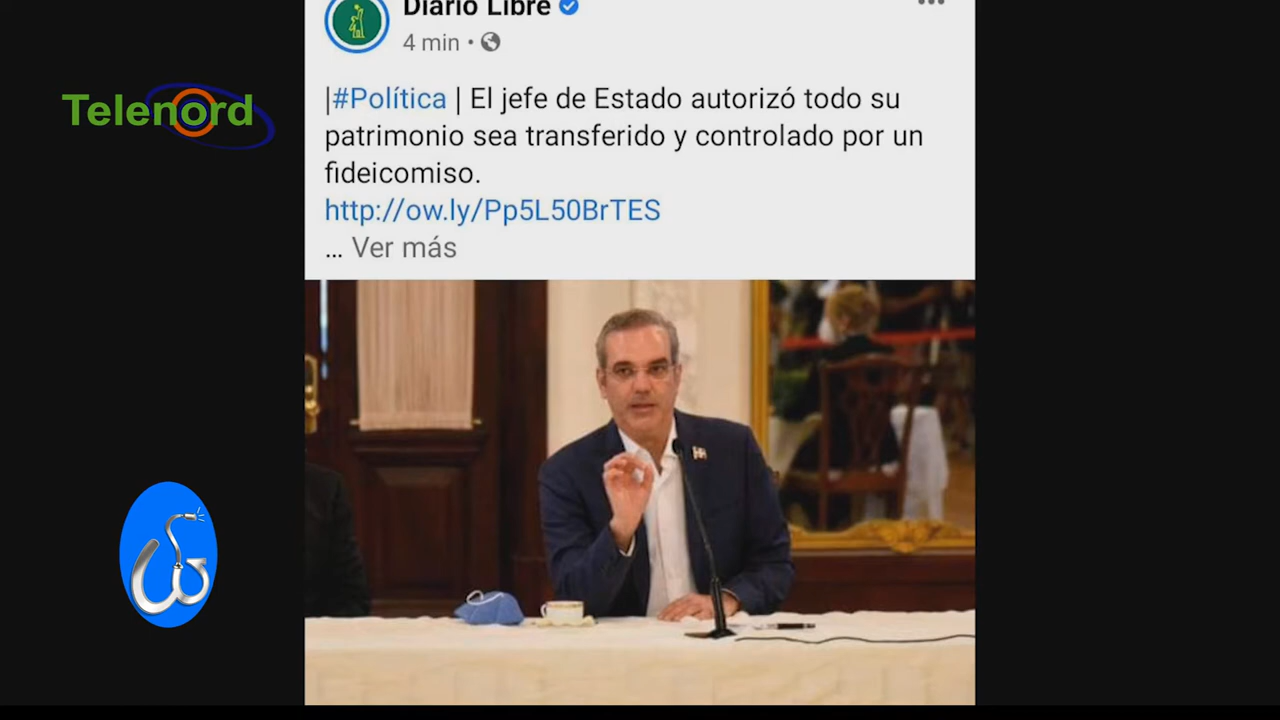 Diario Libre
4 min
Telenord
|#Política | El jefe de Estado autorizó todo su
patrimonio sea transferido y controlado por un
fideicomiso.
http://ow.ly/Pp5L50BrTES
... Ver más